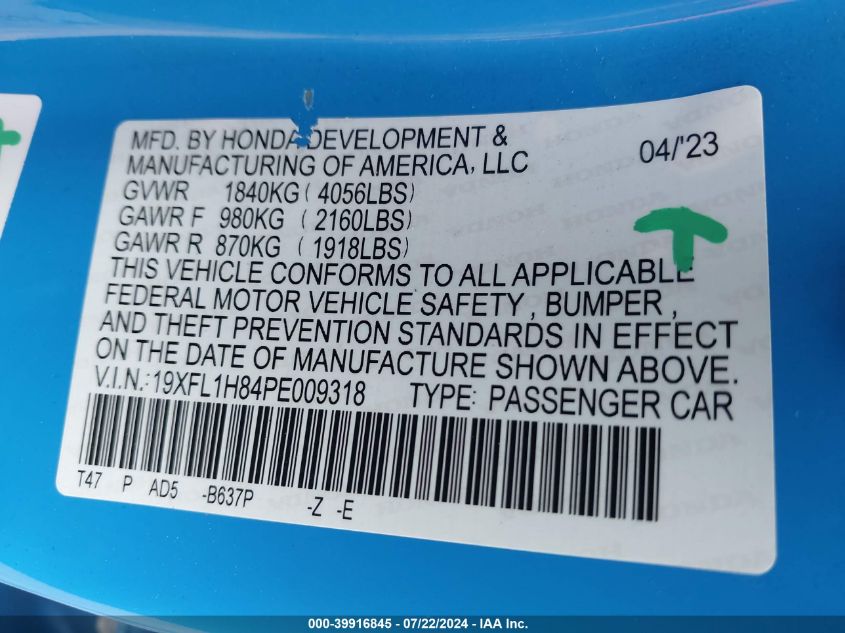 MFD. BY HONDA DEVELOPMENT &
MANUFACTURING OF AMERICA, LLC
04/'23
GVWR 1840KG (4056LBS)
GAWR F 980KG (2160LBS)
GAWR R 870KG (1918LBS)
THIS VEHICLE CONFORMS TO ALL APPLICABLE
FEDERAL MOTOR VEHICLE SAFETY, BUMPER,
AND THEFT PREVENTION STANDARDS IN EFFECT
ON THE DATE OF MANUFACTURE SHOWN ABOVE.
V.I.N.:19XFL1H84PE009318 TYPE: PASSENGER CAR
T47 P AD5 -B637P -Z -E
000-39916845 - 07/22/2024 - IAA Inc.